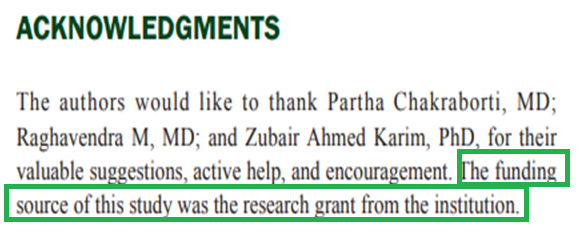 ACKNOWLEDGMENTS
The authors would like to thank Partha Chakraborti, MD;
Raghavendra M, MD; and Zubair Ahmed Karim, PhD, for their
valuable suggestions, active help, and encouragement. The funding
source of this study was the research grant from the institution.